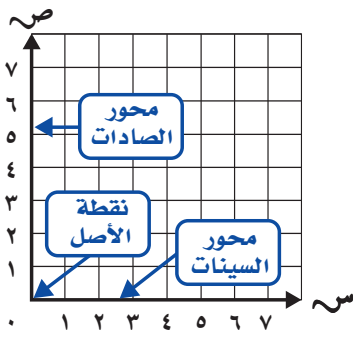 ص
٧
٦
٥
٤
٣
٢
١
محور
الصادات
نقطة
الأصل
محور
السينات
س
٠ ١ ٢ ٣ ٤ ٥ ٦ ٧